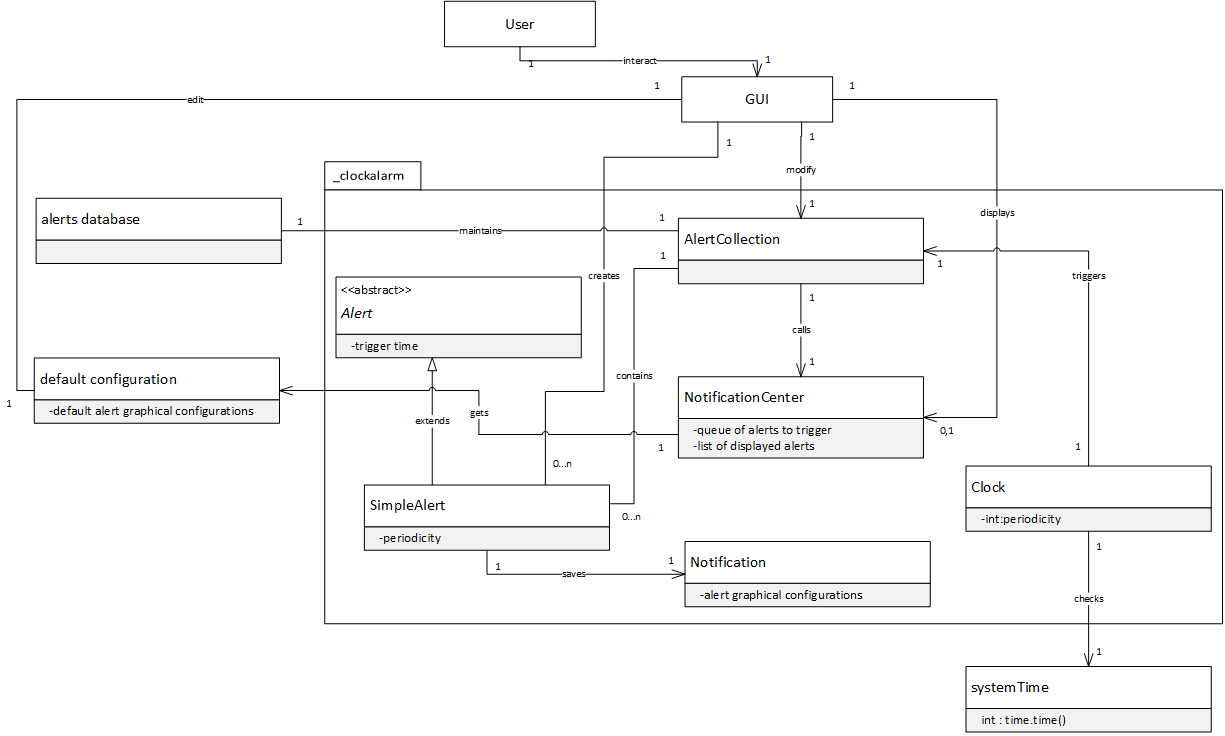 User
1
interact
1
1
GUI
1
edit
1
1
modify
_clockalarm
displays
alerts database
1
maintains
1
1
AlertCollection
1
1
creates
triggers
<<abstract>>
Alert
-trigger time
1
calls
1
contains
default configuration
-default alert graphical configurations
1
gets
extends
NotificationCenter
-queue of alerts to trigger
-list of displayed alerts
0,1
1
1
0...n
SimpleAlert
-periodicity
0...n
Clock
-int:periodicity
1
saves
1
Notification
-alert graphical configurations
1
checks
1
systemTime
int : time.time()